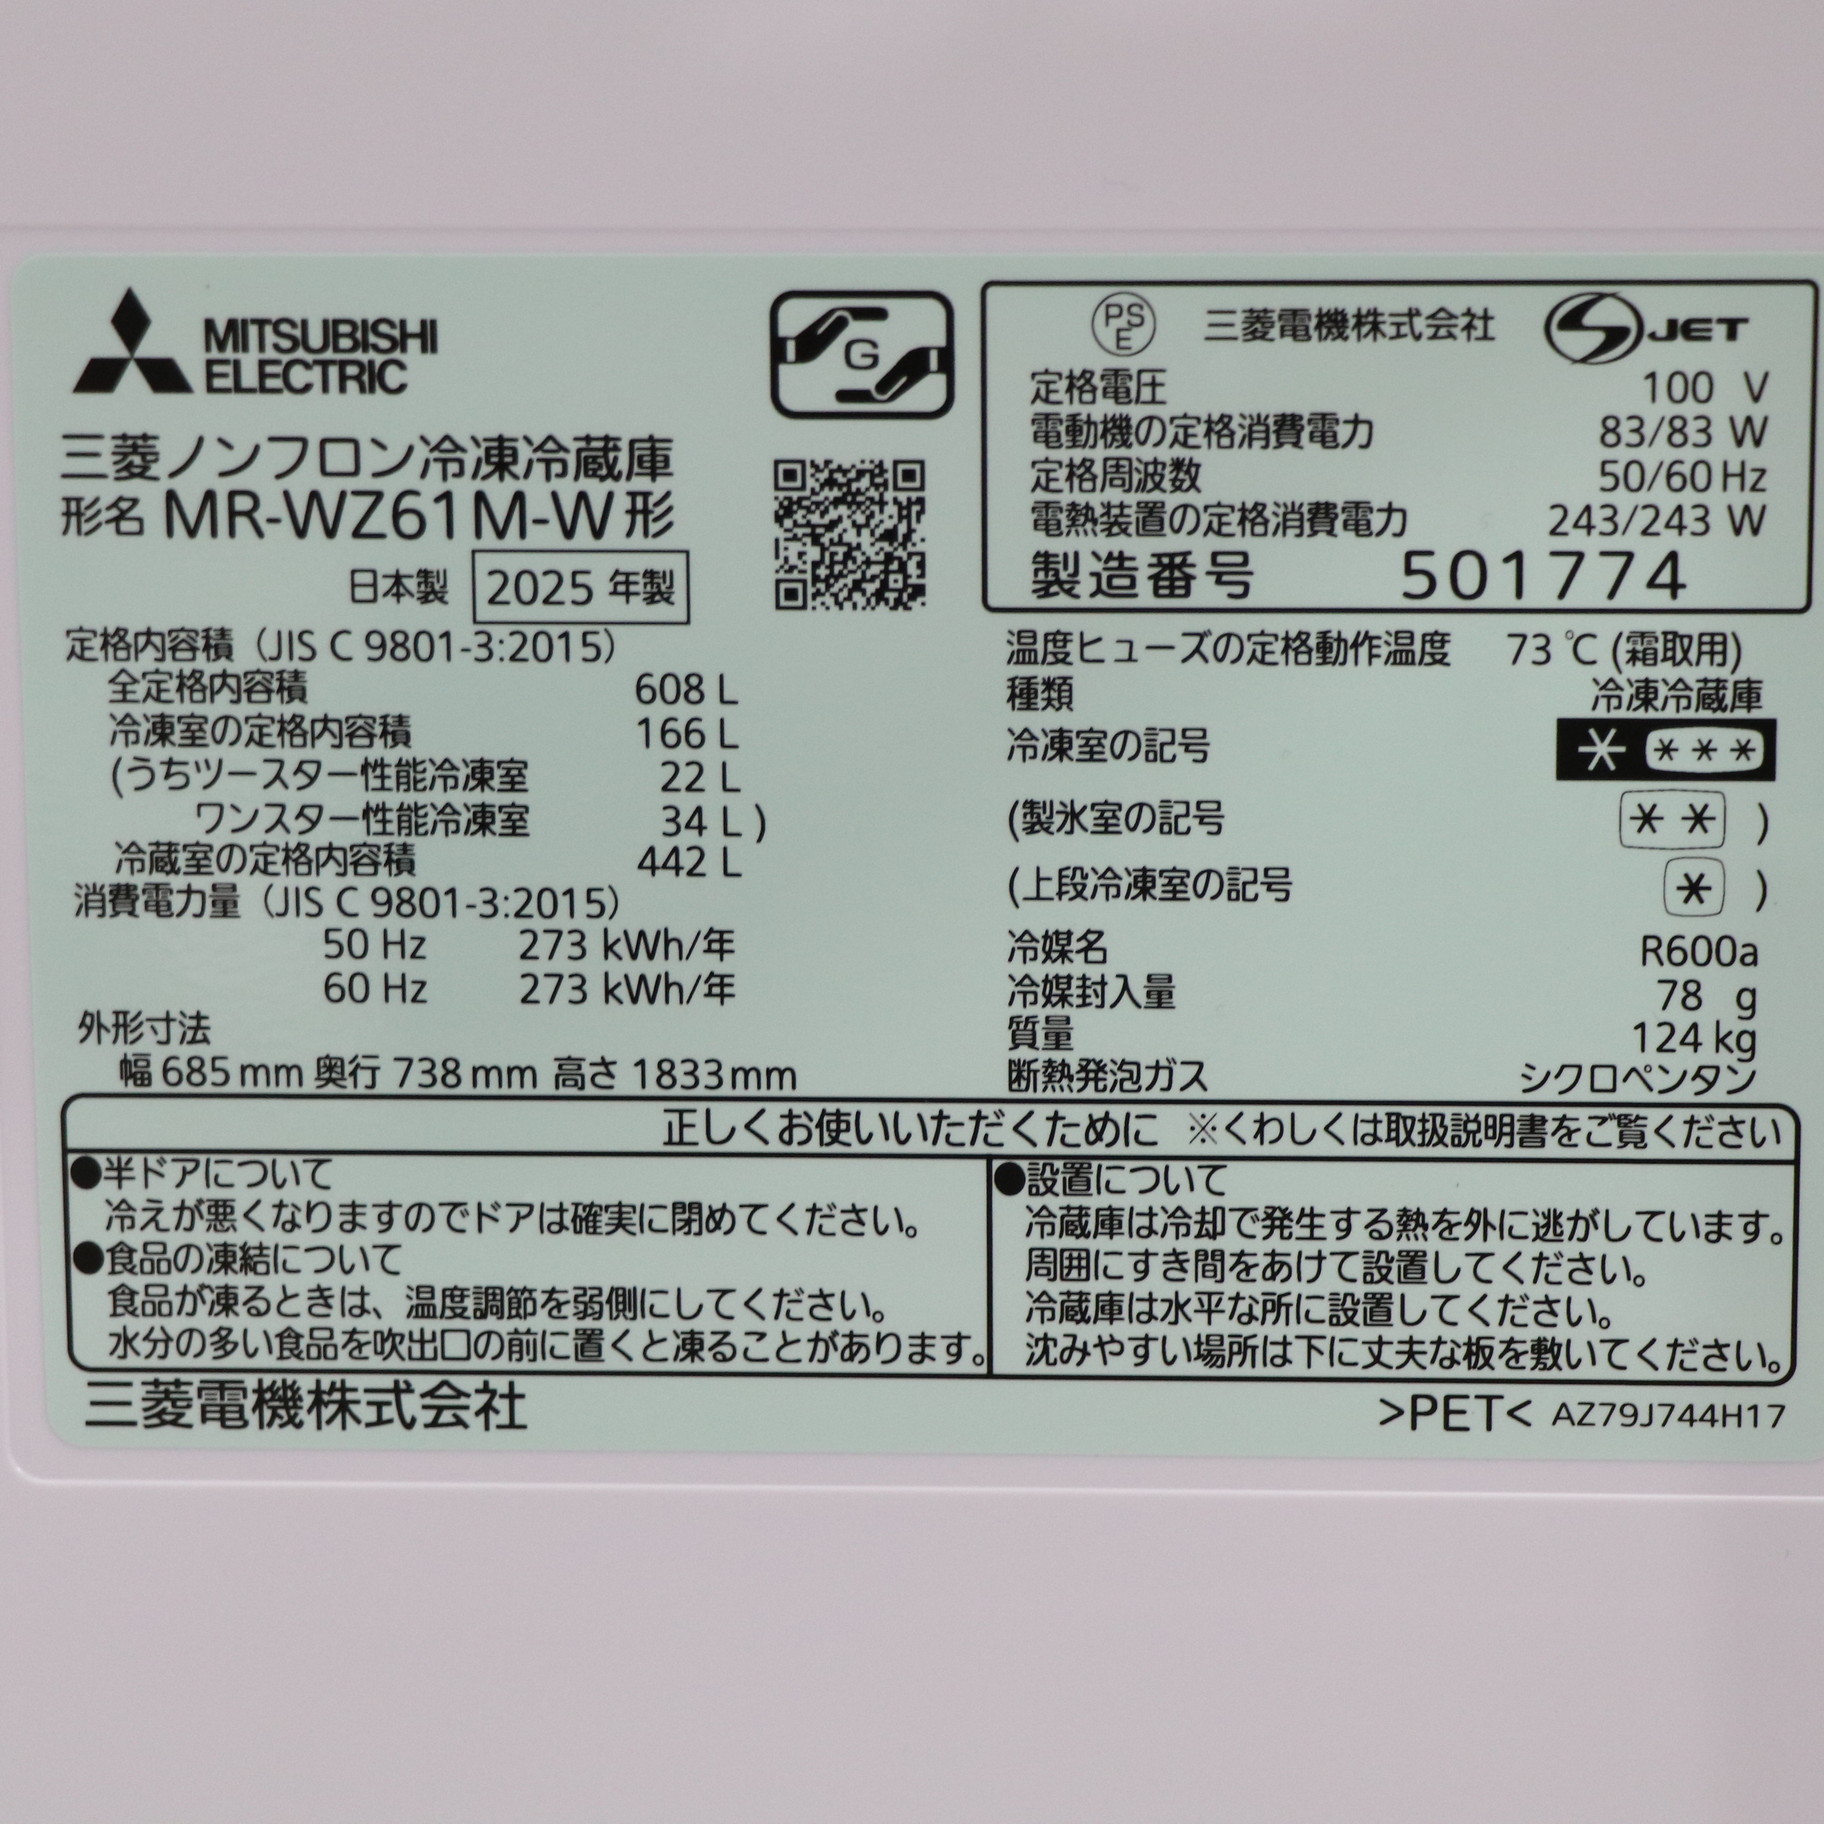 MITSUBISHI
ELECTRIC
G
三菱ノンフロン冷凍冷蔵庫
形名 MR-WZ61M-W形
日本製 2025 年製
定格内容積（JIS C 9801-3:2015）
全定格内容積 608 L
冷凍室の定格内容積 166 L
(うちツースター性能冷凍室 22 L
ワンスター性能冷凍室 34 L )
冷蔵室の定格内容積 442 L
消費電力量（JIS C 9801-3:2015）
50 Hz 273 kWh/年
60 Hz 273 kWh/年
外形寸法
幅 685 mm 奥行 738 mm 高さ 1833 mm
PSE 三菱電機株式会社 S JET
定格電圧 100 V
電動機の定格消費電力 83/83 W
定格周波数 50/60 Hz
電熱装置の定格消費電力 243/243 W
製造番号 501774
温度ヒューズの定格動作温度 73 ℃ (霜取用)
種類 冷凍冷蔵庫
冷凍室の記号 * ***
(製氷室の記号 ** )
(上段冷凍室の記号 * )
冷媒名 R600a
冷媒封入量 78 g
質量 124 kg
断熱発泡ガス シクロペンタン
正しくお使いいただくために ※くわしくは取扱説明書をご覧ください
●半ドアについて
冷えが悪くなりますのでドアは確実に閉めてください。
●食品の凍結について
食品が凍るときは、温度調節を弱側にしてください。
水分の多い食品を吹出口の前に置くと凍ることがあります。
●設置について
冷蔵庫は冷却で発生する熱を外に逃がしています。
周囲にすき間をあけて設置してください。
冷蔵庫は水平な所に設置してください。
沈みやすい場所は下に丈夫な板を敷いてください。
三菱電機株式会社
>PET< AZ79J744H17